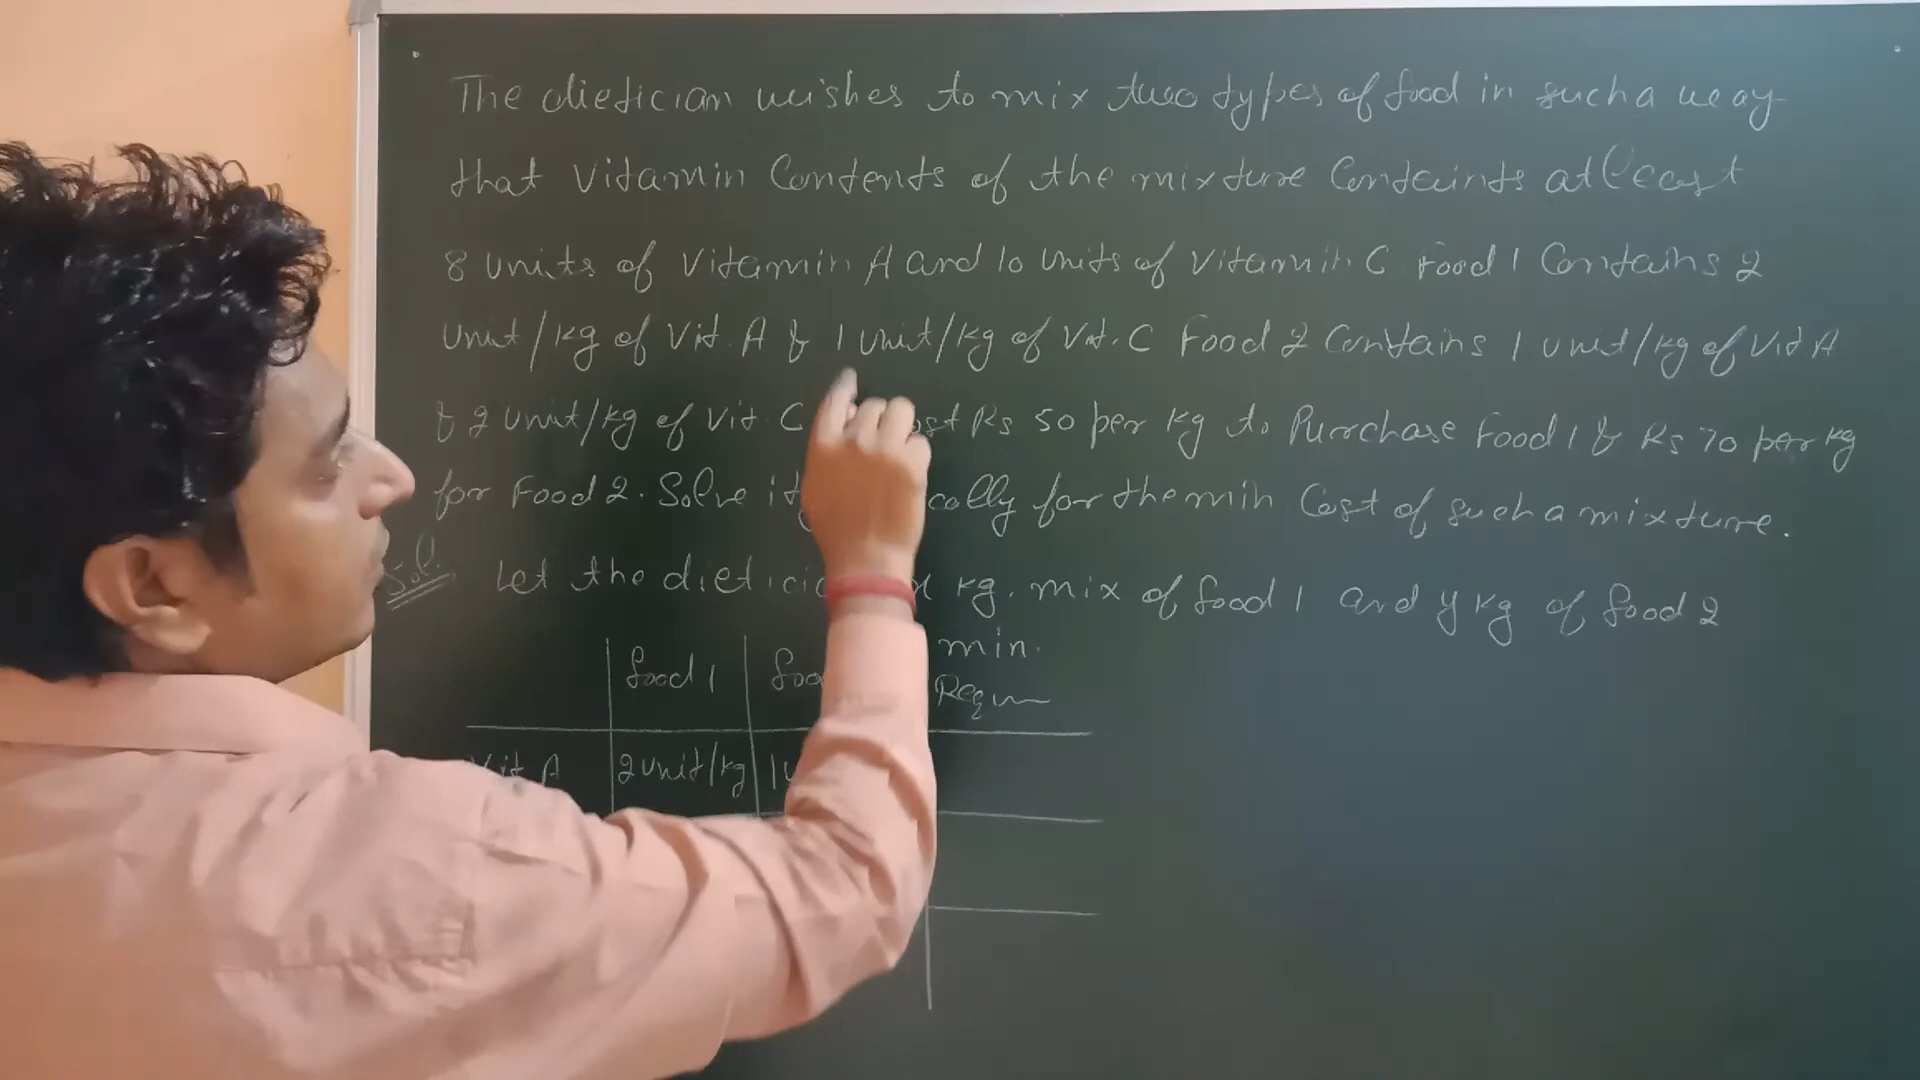 The dietician wishes to mix two types of food in such a way
that vitamin Contents of the mixture Containts at least
8 units of vitamin A and 10 units of vitamin C Food 1 Contains 2
unit/kg of Vit. A & 1 unit/kg of Vit. C Food 2 Contains 1 unit/kg of Vit A
& 2 unit/kg of Vit. C Rs 50 per kg to Purchase Food 1 & Rs 70 per kg
for Food 2. Solve it for the min Cost of such a mixture.
Sol. Let the kg. mix of food 1 and y kg of food 2
food 1 min. Requ
Vit A 2 unit/kg 1